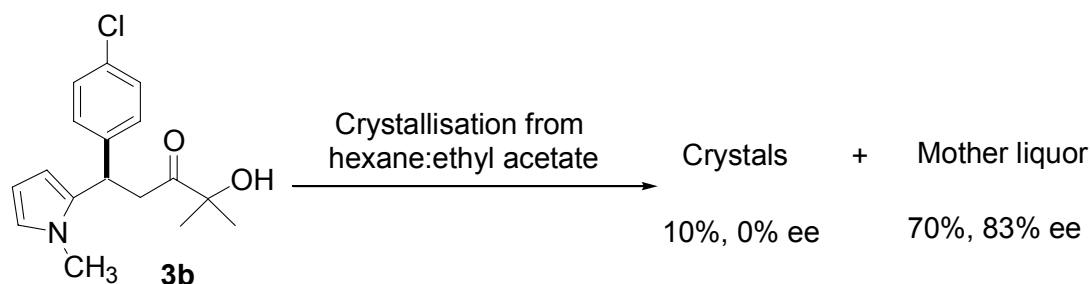 Cl
O
OH
N
CH3
3b
Crystallisation from
hexane:ethyl acetate
Crystals + Mother liquor
10%, 0% ee 70%, 83% ee